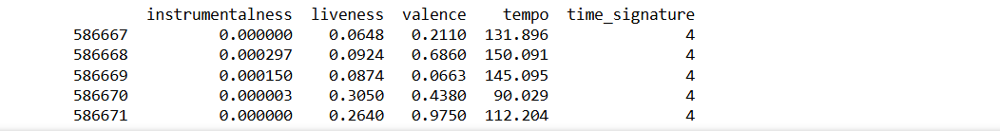 instrumentalness liveness valence tempo time_signature
586667 0.000000 0.0648 0.2110 131.896 4
586668 0.000297 0.0924 0.6860 150.091 4
586669 0.000150 0.0874 0.0663 145.095 4
586670 0.000003 0.3050 0.4380 90.029 4
586671 0.000000 0.2640 0.9750 112.204 4